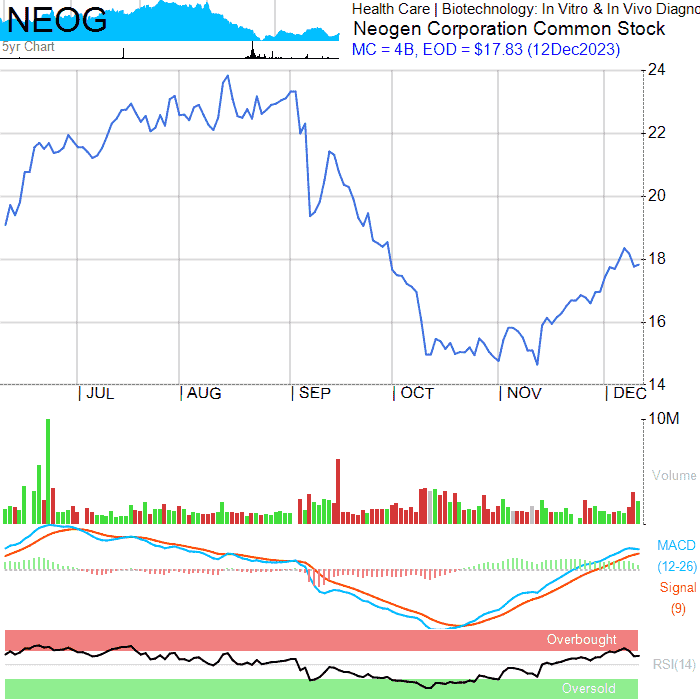 NEOG
5yr Chart
Health Care | Biotechnology: In Vitro & In Vivo Diagno
Neogen Corporation Common Stock
MC = 4B, EOD = $17.83 (12Dec2023)
24
22
20
18
16
14
JUL AUG SEP OCT NOV DEC
10M
Volume
MACD
(12-26)
Signal
(9)
Overbought
RSI(14)
Oversold